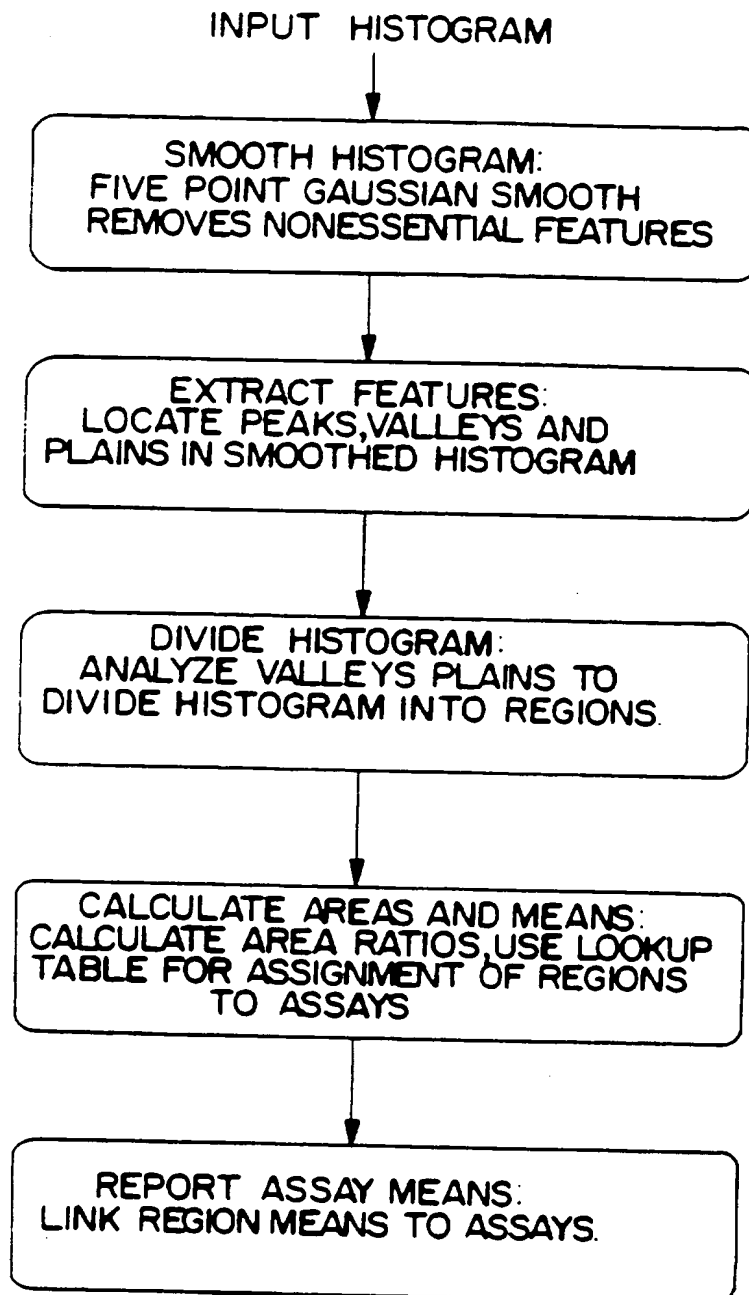 INPUT HISTOGRAM
SMOOTH HISTOGRAM:
FIVE POINT GAUSSIAN SMOOTH
REMOVES NONESSENTIAL FEATURES
EXTRACT FEATURES:
LOCATE PEAKS,VALLEYS AND
PLAINS IN SMOOTHED HISTOGRAM
DIVIDE HISTOGRAM:
ANALYZE VALLEYS PLAINS TO
DIVIDE HISTOGRAM INTO REGIONS.
CALCULATE AREAS AND MEANS:
CALCULATE AREA RATIOS,USE LOOKUP
TABLE FOR ASSIGNMENT OF REGIONS
TO ASSAYS
REPORT ASSAY MEANS:
LINK REGION MEANS TO ASSAYS.